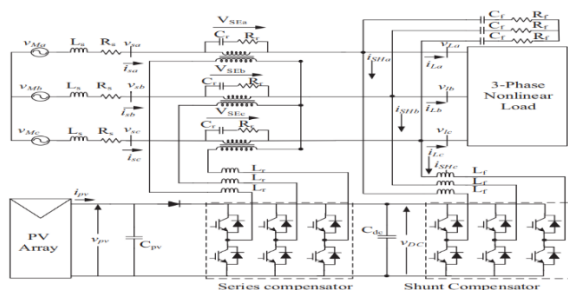 V_SEa
C_r R_r
v_Ma L_s R_s v_sa
i_sa
V_SEb
C_r R_r
v_Mb L_s R_s v_sb
i_sb
V_SEc
C_r R_r
v_Mc L_s R_s v_sc
i_sc
C_f R_f
C_f R_f
C_f R_f
i_SHa
v_La
i_La
i_SHb
v_lb
i_Lb
v_lc
i_Lc
i_SHc
3-Phase
Nonlinear
Load
L_r
L_r
L_r
L_f
L_f
L_f
i_pv
PV
Array
v_pv
C_pv
C_dc
v_DC
Series compensator
Shunt Compensator